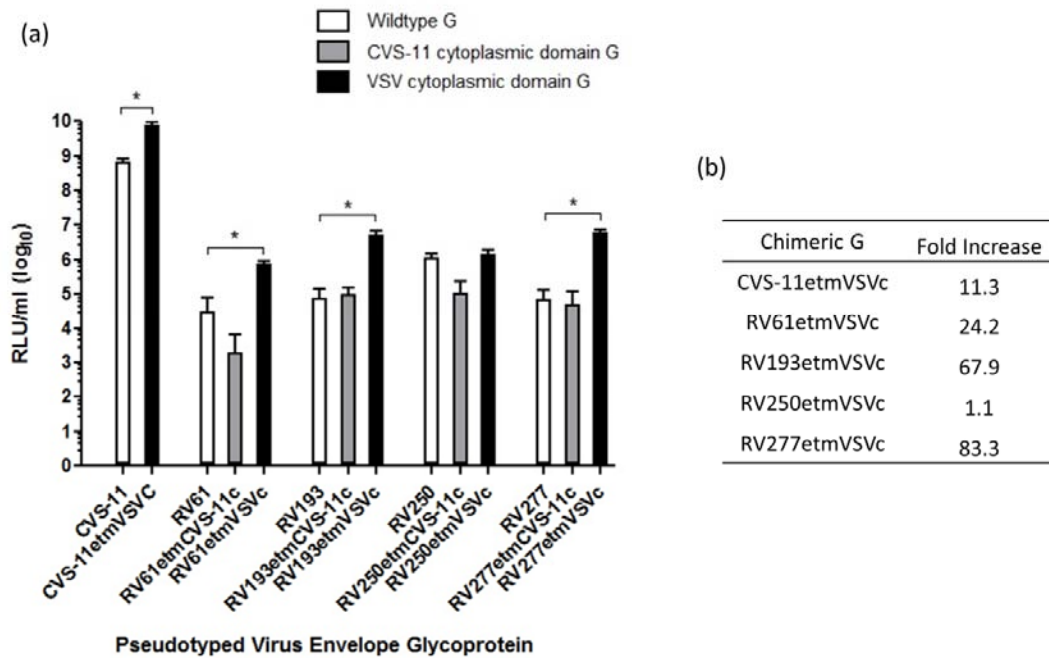 (a)
Wildtype G
CVS-11 cytoplasmic domain G
VSV cytoplasmic domain G
RLU/ml (log10)
10
9
8
7
6
5
4
3
2
1
0
*
*
*
*
CVS-11
CVS-11etmVSVC
RV61
RV61etmCVS-11c
RV61etmVSVc
RV193
RV193etmCVS-11c
RV193etmVSVc
RV250
RV250etmCVS-11c
RV250etmVSVc
RV277
RV277etmCVS-11c
RV277etmVSVc
Pseudotyped Virus Envelope Glycoprotein
(b)
Chimeric G Fold Increase
CVS-11etmVSVc 11.3
RV61etmVSVc 24.2
RV193etmVSVc 67.9
RV250etmVSVc 1.1
RV277etmVSVc 83.3